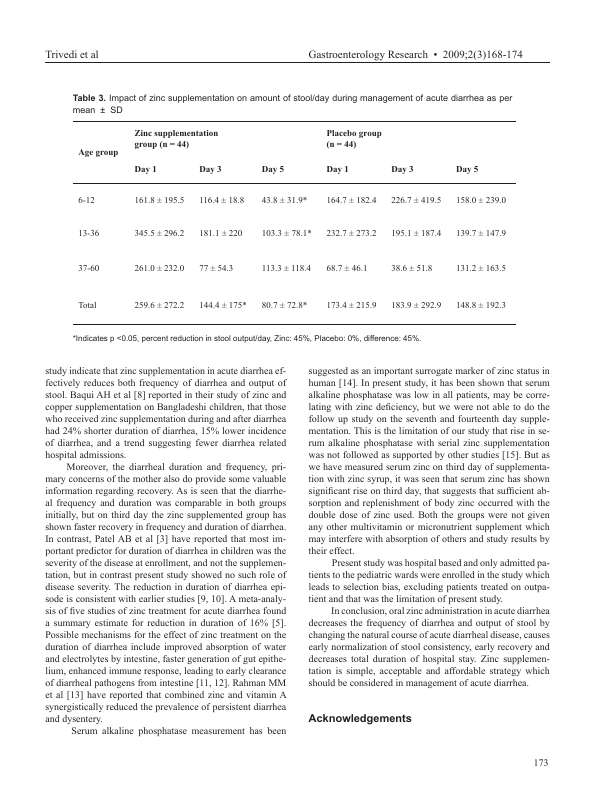 Trivedi et al
Gastroenterology Research • 2009;2(3)168-174
Table 3. Impact of zinc supplementation on amount of stool/day during management of acute diarrhea as per
mean ± SD
Age group
Zinc supplementation
group (n = 44)
Placebo group
(n = 44)
Day 1 Day 3 Day 5 Day 1 Day 3 Day 5
6-12 161.8 ± 195.5 116.4 ± 18.8 43.8 ± 31.9* 164.7 ± 182.4 226.7 ± 419.5 158.0 ± 239.0
13-36 345.5 ± 296.2 181.1 ± 220 103.3 ± 78.1* 232.7 ± 273.2 195.1 ± 187.4 139.7 ± 147.9
37-60 261.0 ± 232.0 77 ± 54.3 113.3 ± 118.4 68.7 ± 46.1 38.6 ± 51.8 131.2 ± 163.5
Total 259.6 ± 272.2 144.4 ± 175* 80.7 ± 72.8* 173.4 ± 215.9 183.9 ± 292.9 148.8 ± 192.3
*Indicates p <0.05, percent reduction in stool output/day, Zinc: 45%, Placebo: 0%, difference: 45%.
study indicate that zinc supplementation in acute diarrhea ef-
fectively reduces both frequency of diarrhea and output of
stool. Baqui AH et al [8] reported in their study of zinc and
copper supplementation on Bangladeshi children, that those
who received zinc supplementation during and after diarrhea
had 24% shorter duration of diarrhea, 15% lower incidence
of diarrhea, and a trend suggesting fewer diarrhea related
hospital admissions.
Moreover, the diarrheal duration and frequency, pri-
mary concerns of the mother also do provide some valuable
information regarding recovery. As is seen that the diarrhe-
al frequency and duration was comparable in both groups
initially, but on third day the zinc supplemented group has
shown faster recovery in frequency and duration of diarrhea.
In contrast, Patel AB et al [3] have reported that most im-
portant predictor for duration of diarrhea in children was the
severity of the disease at enrollment, and not the supplemen-
tation, but in contrast present study showed no such role of
disease severity. The reduction in duration of diarrhea epi-
sode is consistent with earlier studies [9, 10]. A meta-analy-
sis of five studies of zinc treatment for acute diarrhea found
a summary estimate for reduction in duration of 16% [5].
Possible mechanisms for the effect of zinc treatment on the
duration of diarrhea include improved absorption of water
and electrolytes by intestine, faster generation of gut epithe-
lium, enhanced immune response, leading to early clearance
of diarrheal pathogens from intestine [11, 12]. Rahman MM
et al [13] have reported that combined zinc and vitamin A
synergistically reduced the prevalence of persistent diarrhea
and dysentery.
Serum alkaline phosphatase measurement has been
suggested as an important surrogate marker of zinc status in
human [14]. In present study, it has been shown that serum
alkaline phosphatase was low in all patients, may be corre-
lating with zinc deficiency, but we were not able to do the
follow up study on the seventh and fourteenth day supple-
mentation. This is the limitation of our study that rise in se-
rum alkaline phosphatase with serial zinc supplementation
was not followed as supported by other studies [15]. But as
we have measured serum zinc on third day of supplementa-
tion with zinc syrup, it was seen that serum zinc has shown
significant rise on third day, that suggests that sufficient ab-
sorption and replenishment of body zinc occurred with the
double dose of zinc used. Both the groups were not given
any other multivitamin or micronutrient supplement which
may interfere with absorption of others and study results by
their effect.
Present study was hospital based and only admitted pa-
tients to the pediatric wards were enrolled in the study which
leads to selection bias, excluding patients treated on outpa-
tient and that was the limitation of present study.
In conclusion, oral zinc administration in acute diarrhea
decreases the frequency of diarrhea and output of stool by
changing the natural course of acute diarrheal disease, causes
early normalization of stool consistency, early recovery and
decreases total duration of hospital stay. Zinc supplemen-
tation is simple, acceptable and affordable strategy which
should be considered in management of acute diarrhea.
Acknowledgements
173